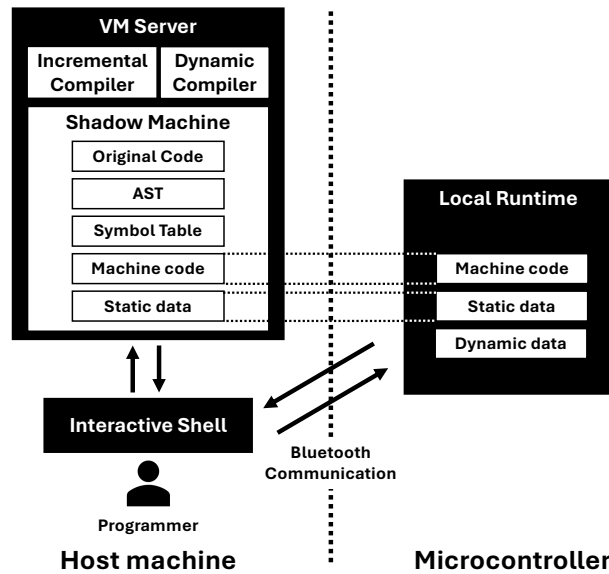 VM Server
Incremental
Compiler
Dynamic
Compiler
Shadow Machine
Original Code
AST
Symbol Table
Machine code
Static data
Local Runtime
Machine code
Static data
Dynamic data
Interactive Shell
Bluetooth
Communication
Programmer
Host machine
Microcontroller